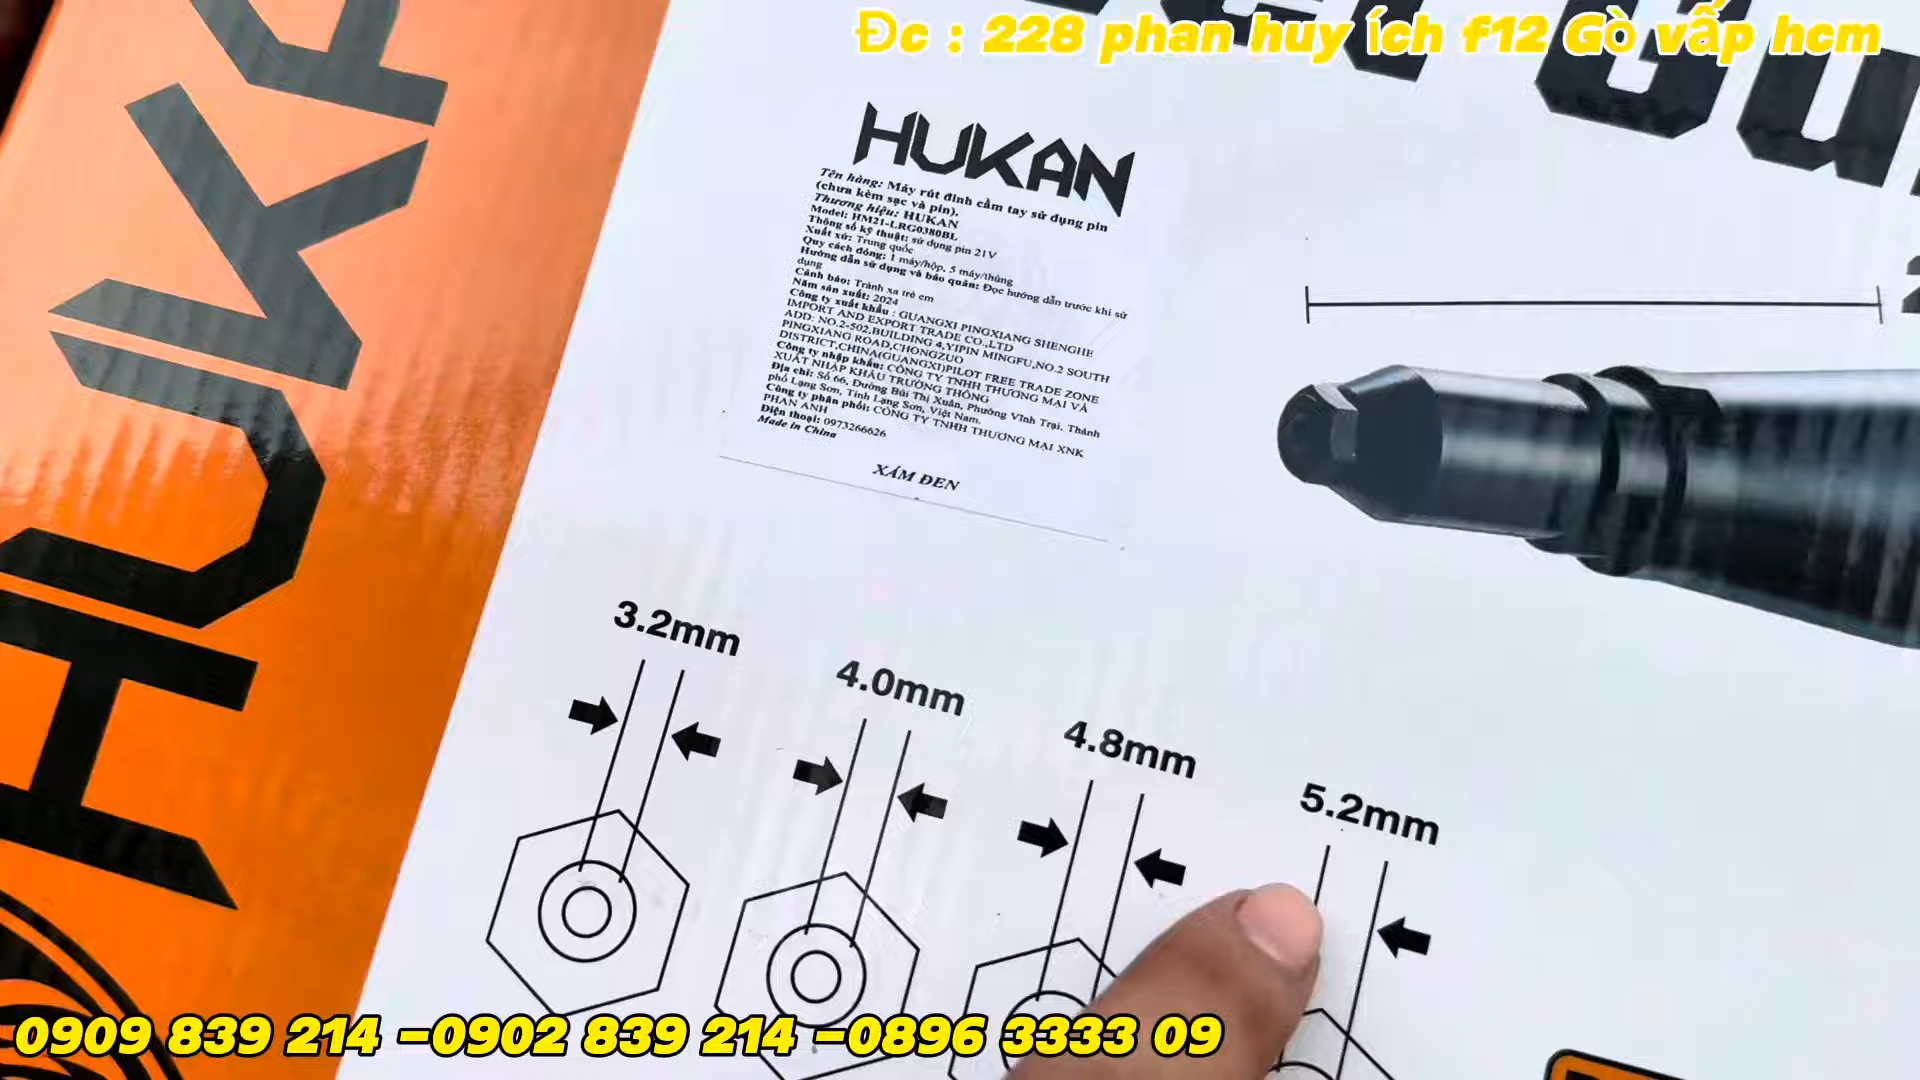 Đc : 228 phan huy ích f12 Gò vấp hcm
HUKAN
HUKAN
Tên hàng: Máy rút đinh cầm tay sử dụng pin
(chưa kèm sạc và pin).
Thương hiệu: HUKAN
Model: HM21-LRG0380BL
Thông số kỹ thuật: sử dụng pin 21V
Xuất xứ: Trung quốc
Quy cách đóng: 1 máy/hộp, 5 máy/thùng
Hướng dẫn sử dụng và bảo quản: Đọc hướng dẫn trước khi sử
dụng
Cảnh báo: Tránh xa trẻ em
Năm sản xuất: 2024
Công ty xuất khẩu : GUANGXI PINGXIANG SHENGHE
IMPORT AND EXPORT TRADE CO.,LTD
ADD: NO.2-502,BUILDING 4,YIPIN MINGFU,NO.2 SOUTH
PINGXIANG ROAD,CHONGZUO
DISTRICT,CHINA(GUANGXI)PILOT FREE TRADE ZONE
Công ty nhập khẩu: CÔNG TY TNHH THƯƠNG MẠI VÀ
XUẤT NHẬP KHẨU TRƯỜNG THÔNG
Địa chỉ: Số 66, Đường Bùi Thị Xuân, Phường Vĩnh Trại, Thành
phố Lạng Sơn, Tỉnh Lạng Sơn, Việt Nam.
Công ty phân phối: CÔNG TY TNHH THƯƠNG MẠI XNK
PHAN ANH
Điện thoại: 0973266626
Made in China
XÁM ĐEN
3.2mm
4.0mm
4.8mm
5.2mm
0909 839 214 -0902 839 214 -0896 3333 09